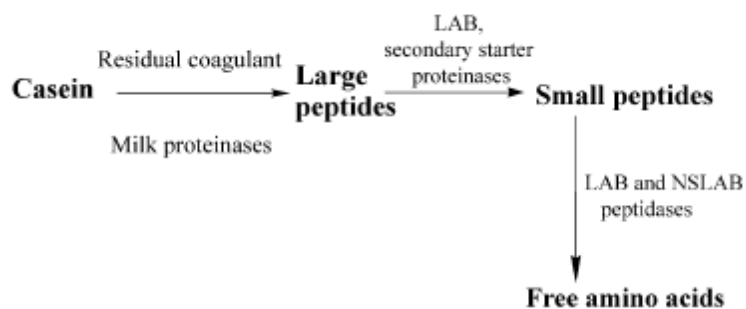 Casein
Residual coagulant
Milk proteinases
Large
peptides
LAB,
secondary starter
proteinases
Small peptides
LAB and NSLAB
peptidases
Free amino acids